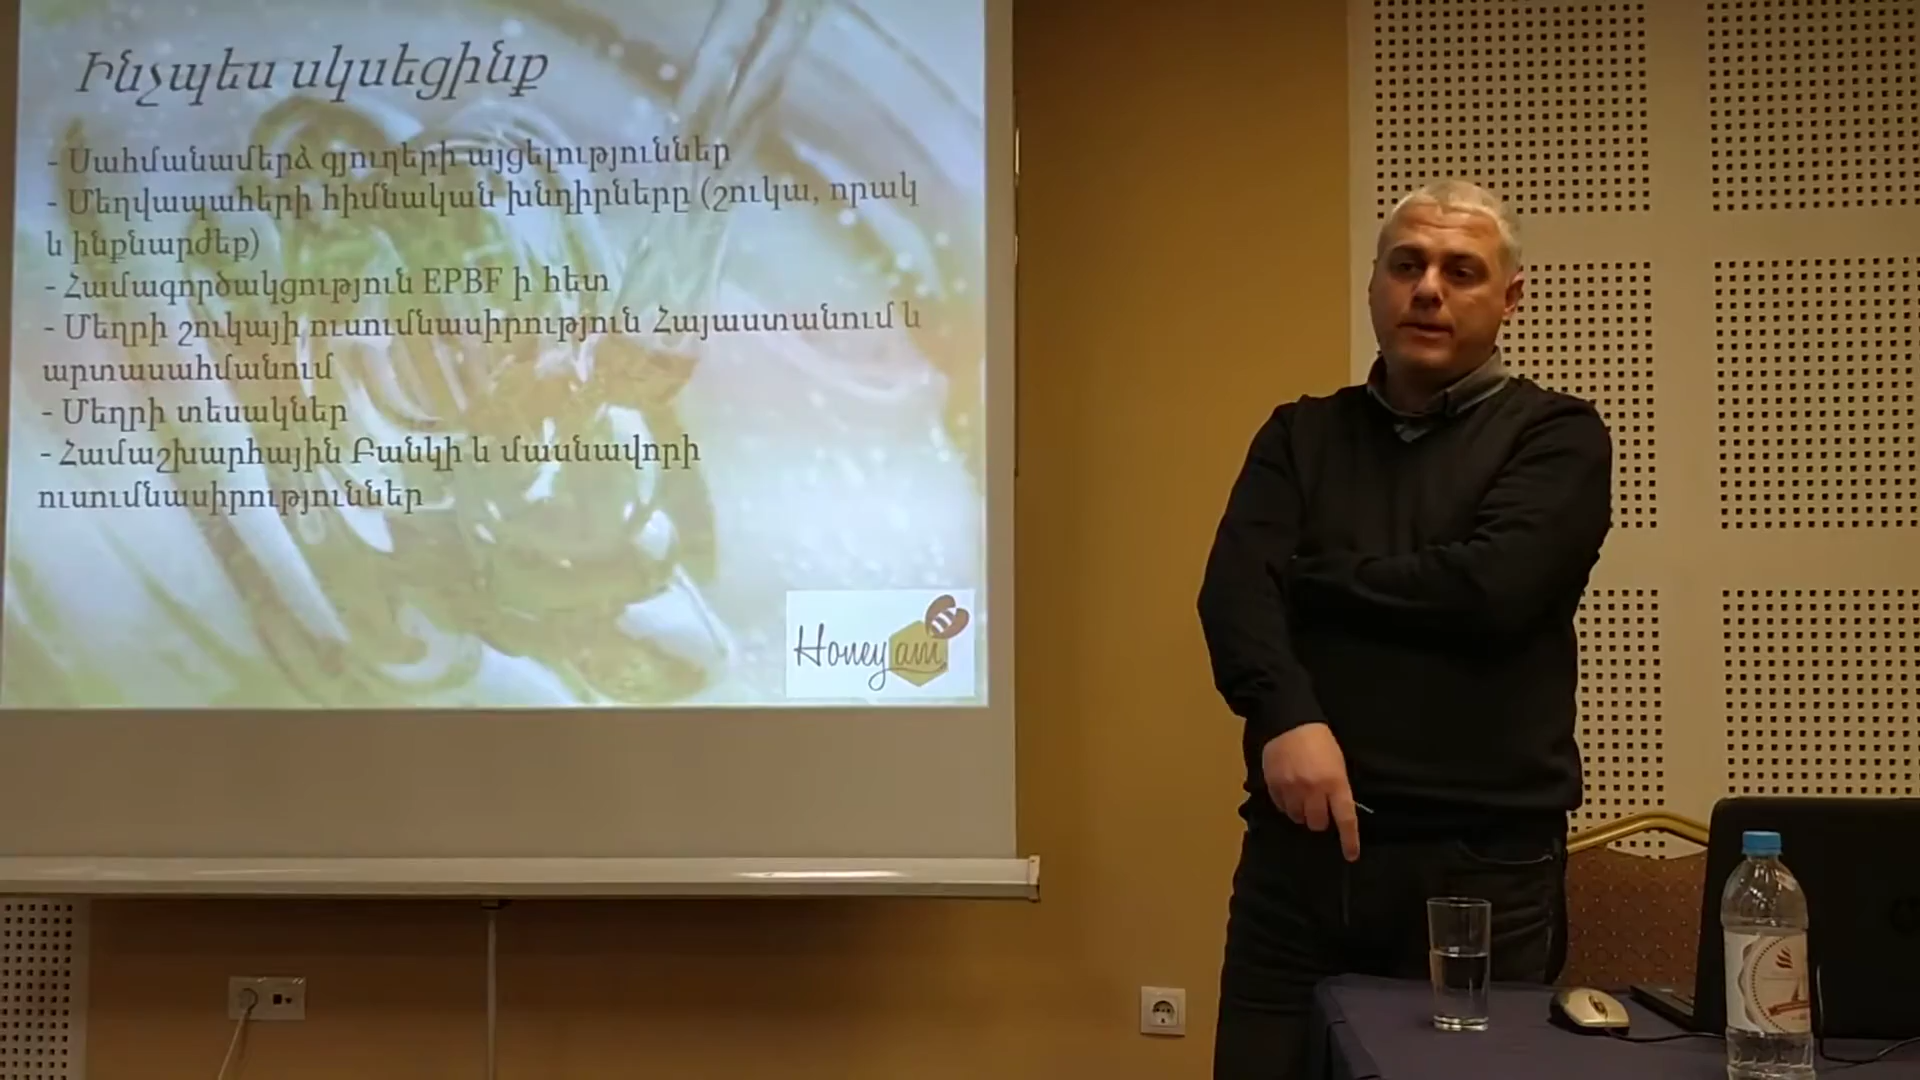 Ինչպես սկսեցինք
- Սահմանամերձ գյուղերի այցելություններ
- Մեղվապահերի հիմնական խնդիրները (շուկա, որակ
և ինքնարժեք)
- Համագործակցություն EPBF ի հետ
- Մեղրի շուկայի ուսումնասիրություն Հայաստանում և
արտասահմանում
- Մեղրի տեսակներ
- Համաշխարհային Բանկի և մասնավորի
ուսումնասիրություններ
Honey.am